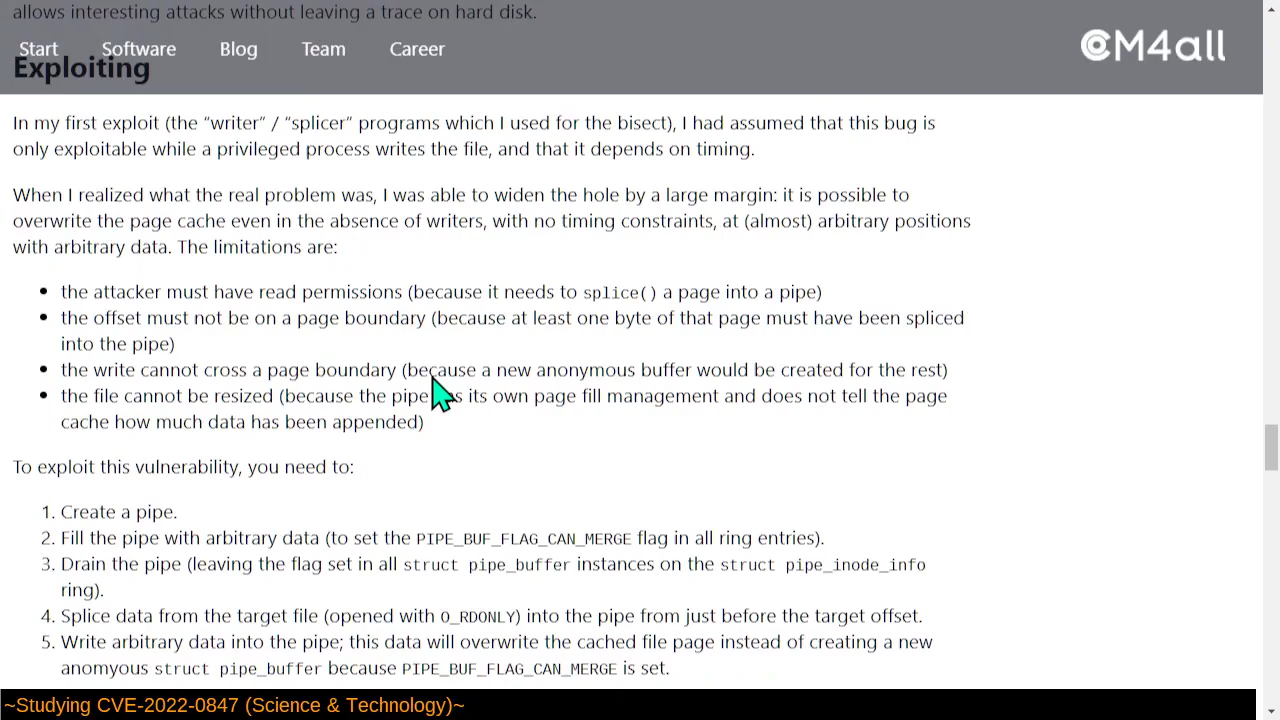 allows interesting attacks without leaving a trace on hard disk.
Start Software Blog Team Career
CM4all
Exploiting
In my first exploit (the “writer” / “splicer” programs which I used for the bisect), I had assumed that this bug is
only exploitable while a privileged process writes the file, and that it depends on timing.
When I realized what the real problem was, I was able to widen the hole by a large margin: it is possible to
overwrite the page cache even in the absence of writers, with no timing constraints, at (almost) arbitrary positions
with arbitrary data. The limitations are:
• the attacker must have read permissions (because it needs to splice() a page into a pipe)
• the offset must not be on a page boundary (because at least one byte of that page must have been spliced
into the pipe)
• the write cannot cross a page boundary (because a new anonymous buffer would be created for the rest)
• the file cannot be resized (because the pipe has its own page fill management and does not tell the page
cache how much data has been appended)
To exploit this vulnerability, you need to:
1. Create a pipe.
2. Fill the pipe with arbitrary data (to set the PIPE_BUF_FLAG_CAN_MERGE flag in all ring entries).
3. Drain the pipe (leaving the flag set in all struct pipe_buffer instances on the struct pipe_inode_info
ring).
4. Splice data from the target file (opened with O_RDONLY) into the pipe from just before the target offset.
5. Write arbitrary data into the pipe; this data will overwrite the cached file page instead of creating a new
anomyous struct pipe_buffer because PIPE_BUF_FLAG_CAN_MERGE is set.
~Studying CVE-2022-0847 (Science & Technology)~